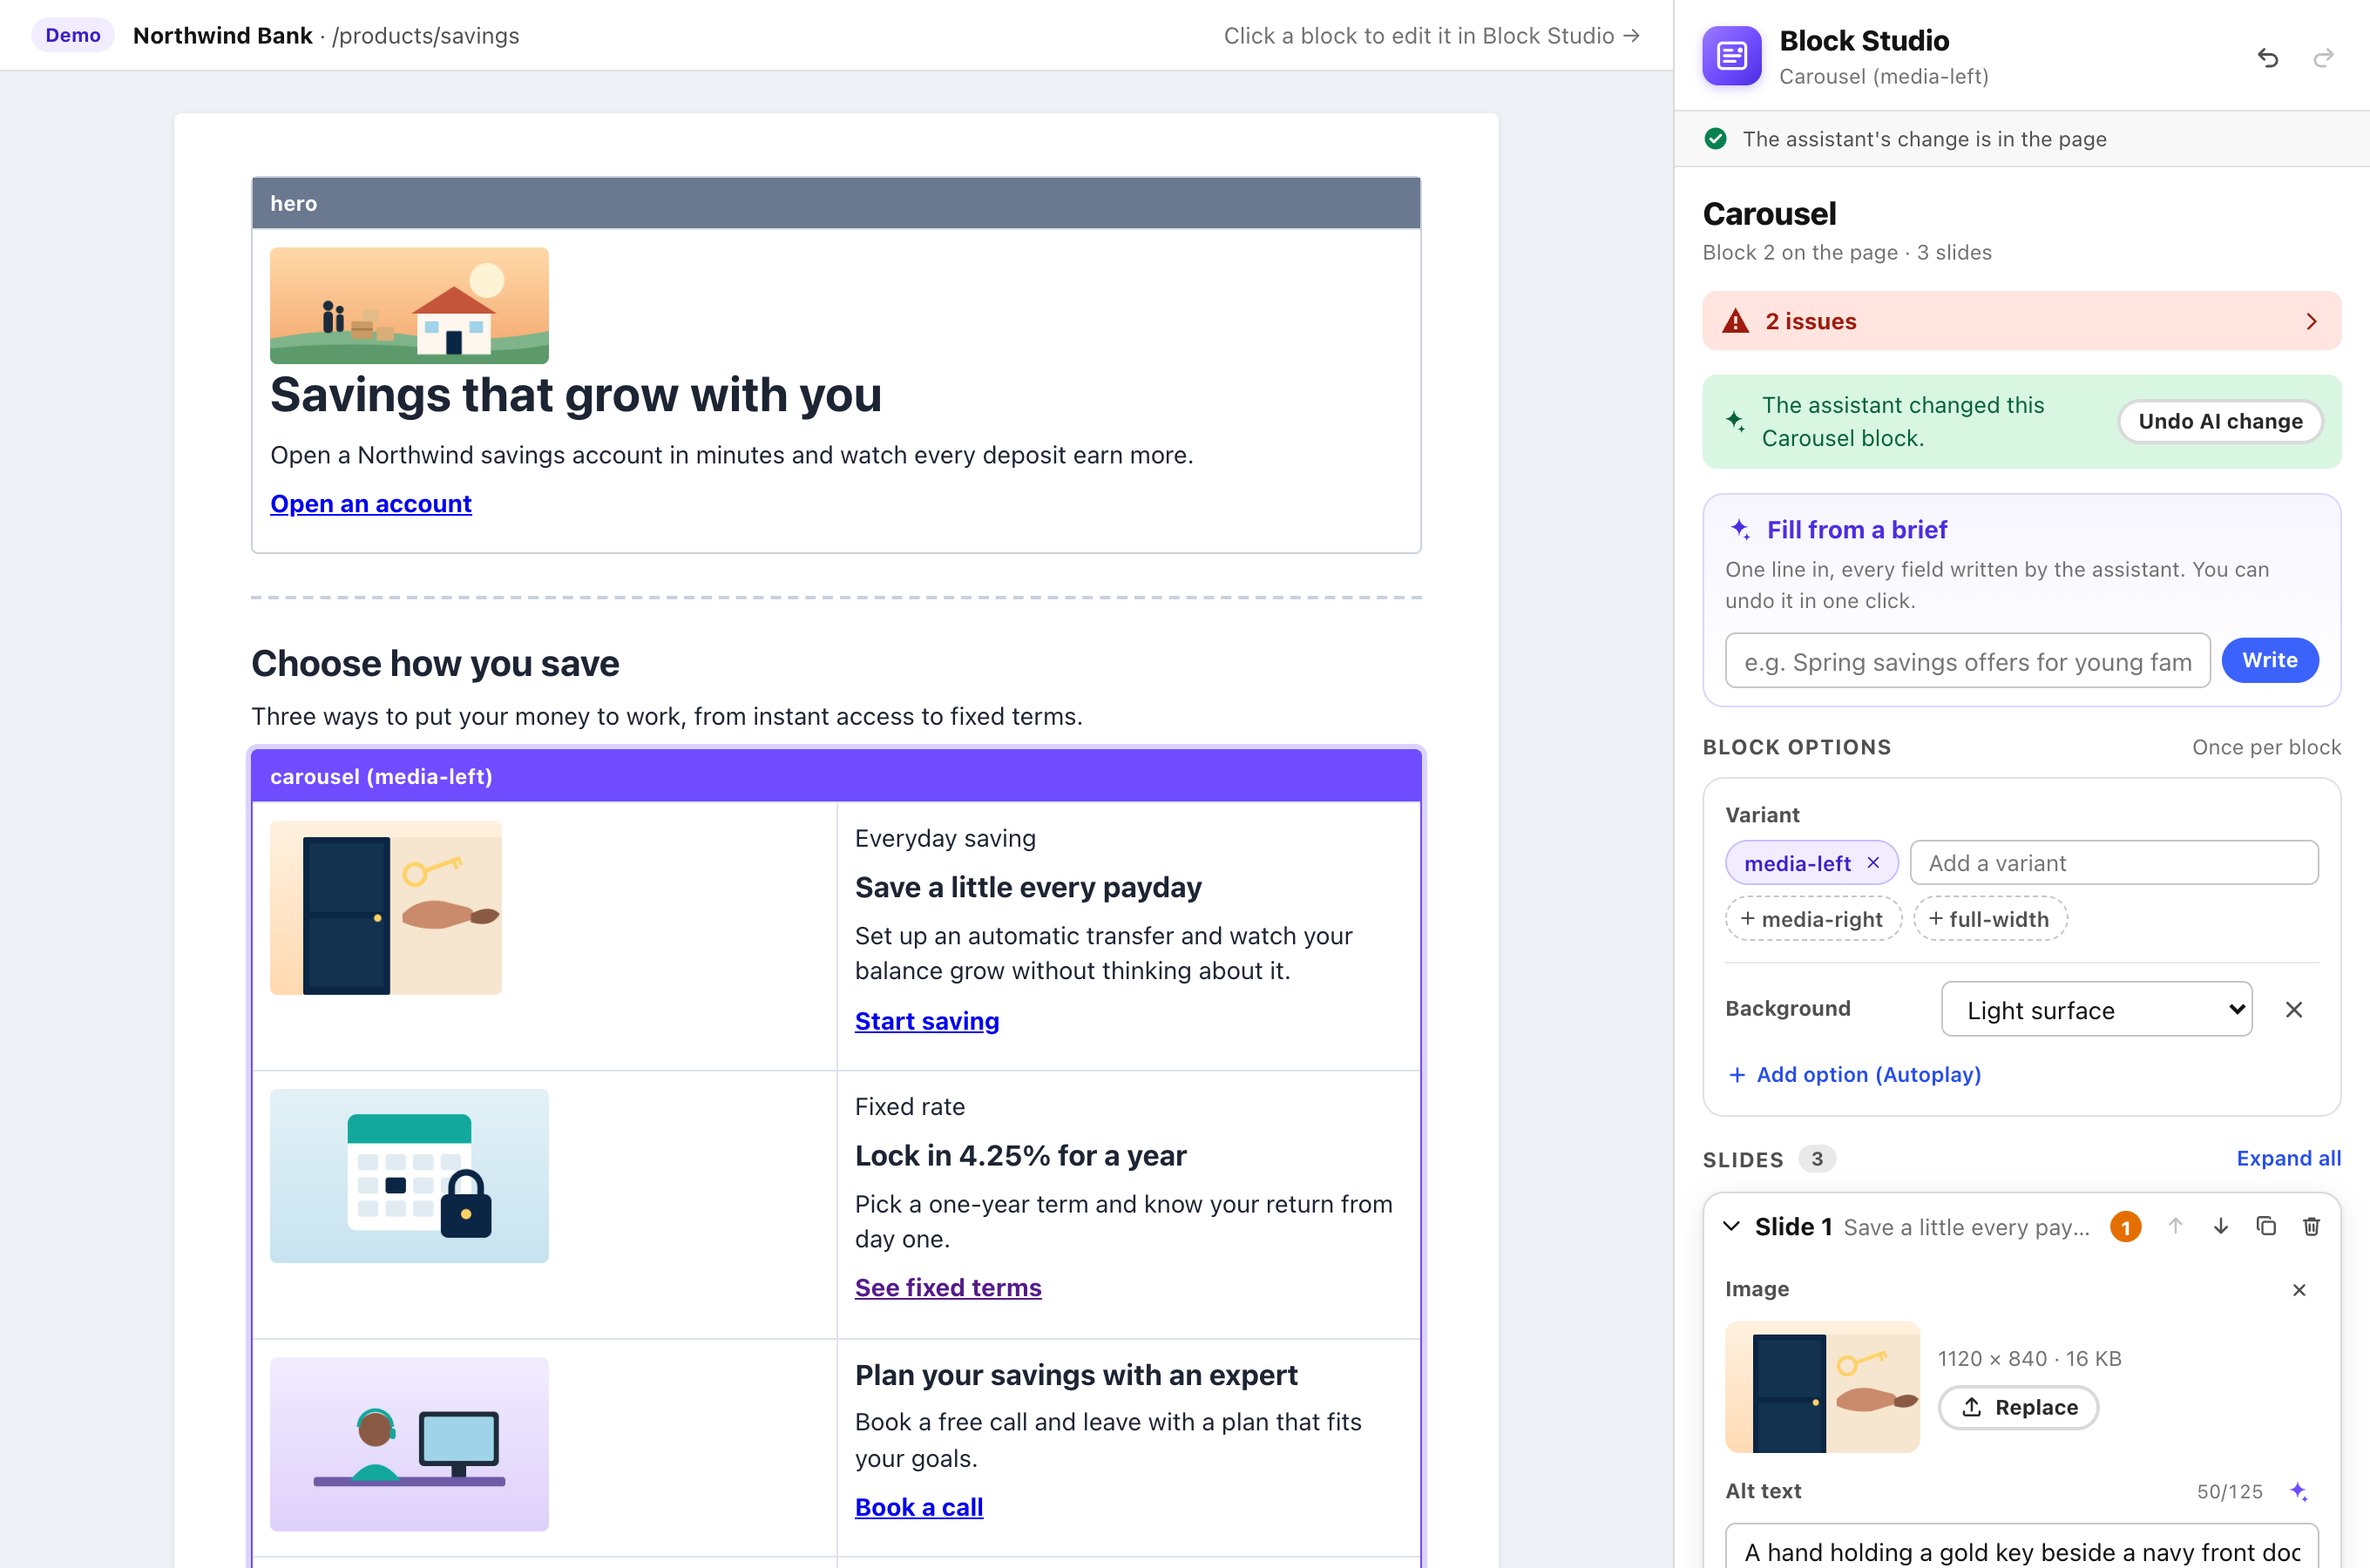 Demo Northwind Bank · /products/savings
Click a block to edit it in Block Studio →
hero
Savings that grow with you
Open a Northwind savings account in minutes and watch every deposit earn more.
Open an account
Choose how you save
Three ways to put your money to work, from instant access to fixed terms.
carousel (media-left)
Everyday saving
Save a little every payday
Set up an automatic transfer and watch your
balance grow without thinking about it.
Start saving
Fixed rate
Lock in 4.25% for a year
Pick a one-year term and know your return from
day one.
See fixed terms
Plan your savings with an expert
Book a free call and leave with a plan that fits
your goals.
Book a call
Block Studio
Carousel (media-left)
The assistant's change is in the page
Carousel
Block 2 on the page · 3 slides
2 issues
The assistant changed this
Carousel block.
Undo AI change
Fill from a brief
One line in, every field written by the assistant. You can
undo it in one click.
e.g. Spring savings offers for young fam
Write
BLOCK OPTIONS
Once per block
Variant
media-left ×
Add a variant
+ media-right
+ full-width
Background
Light surface
+ Add option (Autoplay)
SLIDES 3
Expand all
Slide 1 Save a little every pay... 1
Image
1120 × 840 · 16 KB
Replace
Alt text
50/125
A hand holding a gold key beside a navy front doc